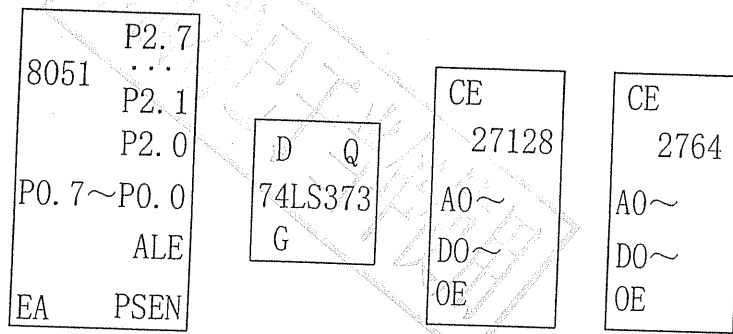 P2.7
8051 ...
P2.1
P2.0
P0.7～P0.0
ALE
EA PSEN
D Q
74LS373
G
CE
27128
A0～
D0～
OE
CE
2764
A0～
D0～
OE